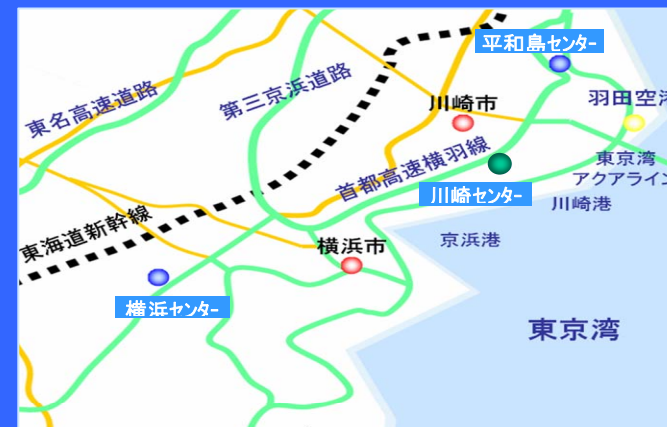 平和島センター
東名高速道路
第三京浜道路
川崎市
羽田空港
首都高速横羽線
東京湾
アクアライン
川崎センター
川崎港
東海道新幹線
横浜市
京浜港
横浜センター
東京湾